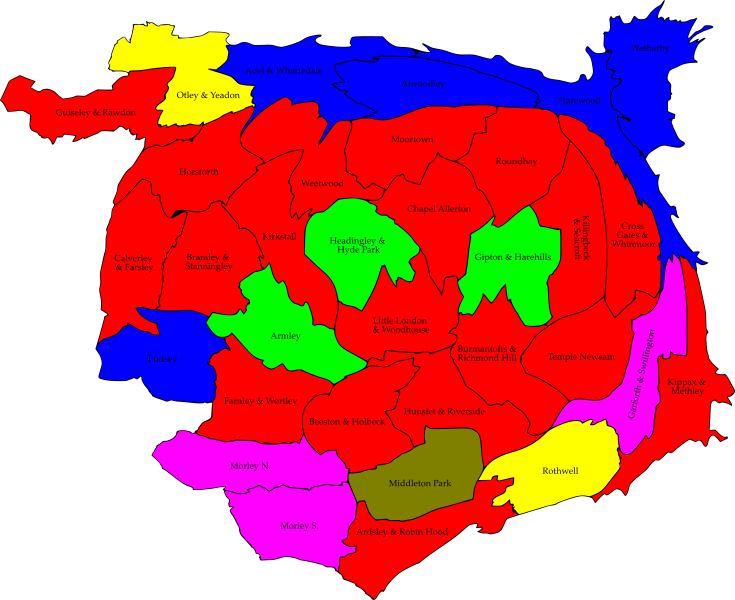 Wetherby
Adel & Wharfedale
Alwoodley
Harewood
Otley & Yeadon
Guiseley & Rawdon
Moortown
Roundhay
Horsforth
Weetwood
Chapel Allerton
Killingbeck
& Seacroft
Cross
Gates &
Whinmoor
Kirkstall
Headingley &
Hyde Park
Gipton & Harehills
Calverley
& Farsley
Bramley &
Stanningley
Little London
& Woodhouse
Armley
Pudsey
Burmantofts &
Richmond Hill
Temple Newsam
Garforth & Swillington
Kippax &
Methley
Farnley & Wortley
Beeston & Holbeck
Hunslet & Riverside
Morley N.
Middleton Park
Rothwell
Morley S.
Ardsley & Robin Hood